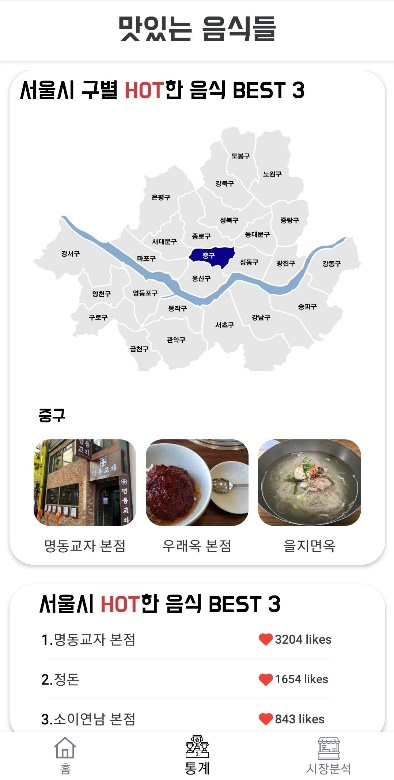 맛있는 음식들
서울시 구별 HOT한 음식 BEST 3
도봉구
노원구
강북구
은평구
성북구
중랑구
종로구
동대문구
서대문구
마포구
중구
성동구
광진구
강동구
강서구
용산구
양천구
영등포구
동작구
송파구
구로구
서초구
강남구
관악구
금천구
중구
명동교자 본점
우래옥 본점
을지면옥
서울시 HOT한 음식 BEST 3
1.명동교자 본점
3204 likes
2.정돈
1654 likes
3.소이연남 본점
843 likes
홈
통계
시장분석